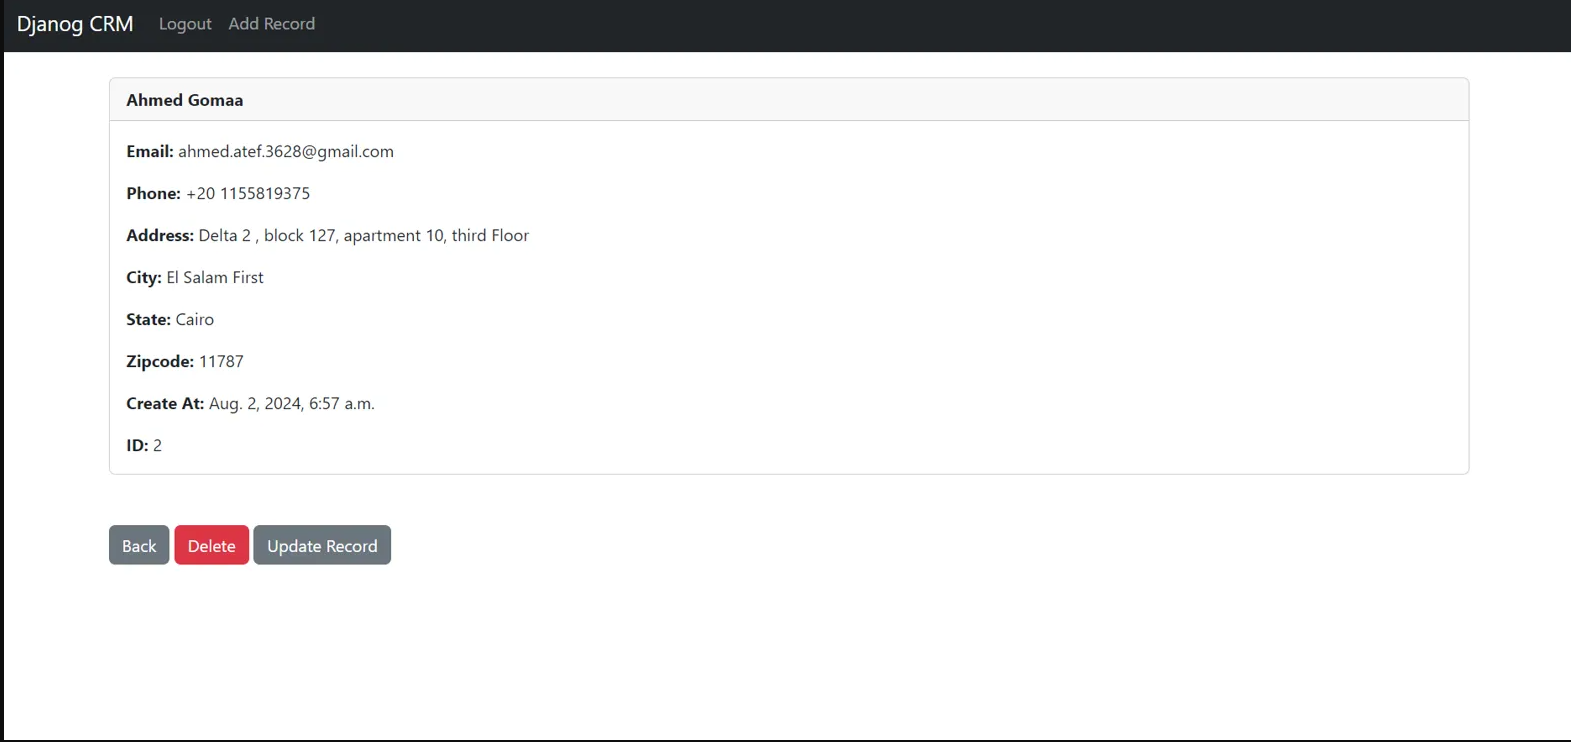 Djanog CRM Logout Add Record
Ahmed Gomaa
Email: ahmed.atef.3628@gmail.com
Phone: +20 1155819375
Address: Delta 2 , block 127, apartment 10, third Floor
City: El Salam First
State: Cairo
Zipcode: 11787
Create At: Aug. 2, 2024, 6:57 a.m.
ID: 2
Back Delete Update Record